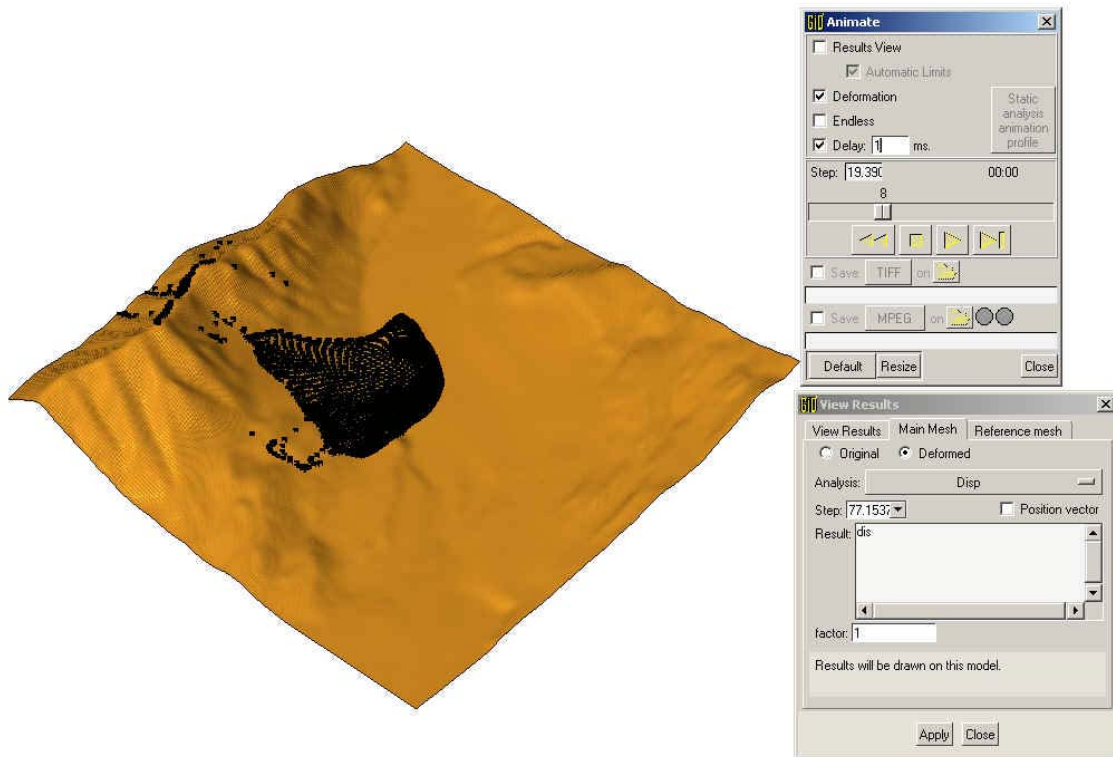 GiD Animate
Results View
Automatic Limits
Deformation
Endless
Delay: 1 ms.
Static analysis animation profile
Step: 19.390 00:00
8
Save TIFF on
Save MPEG on
Default Resize Close
GiD View Results
View Results Main Mesh Reference mesh
Original Deformed
Analysis: Disp
Step: 77.1537 Position vector
Result: dis
factor: 1
Results will be drawn on this model.
Apply Close